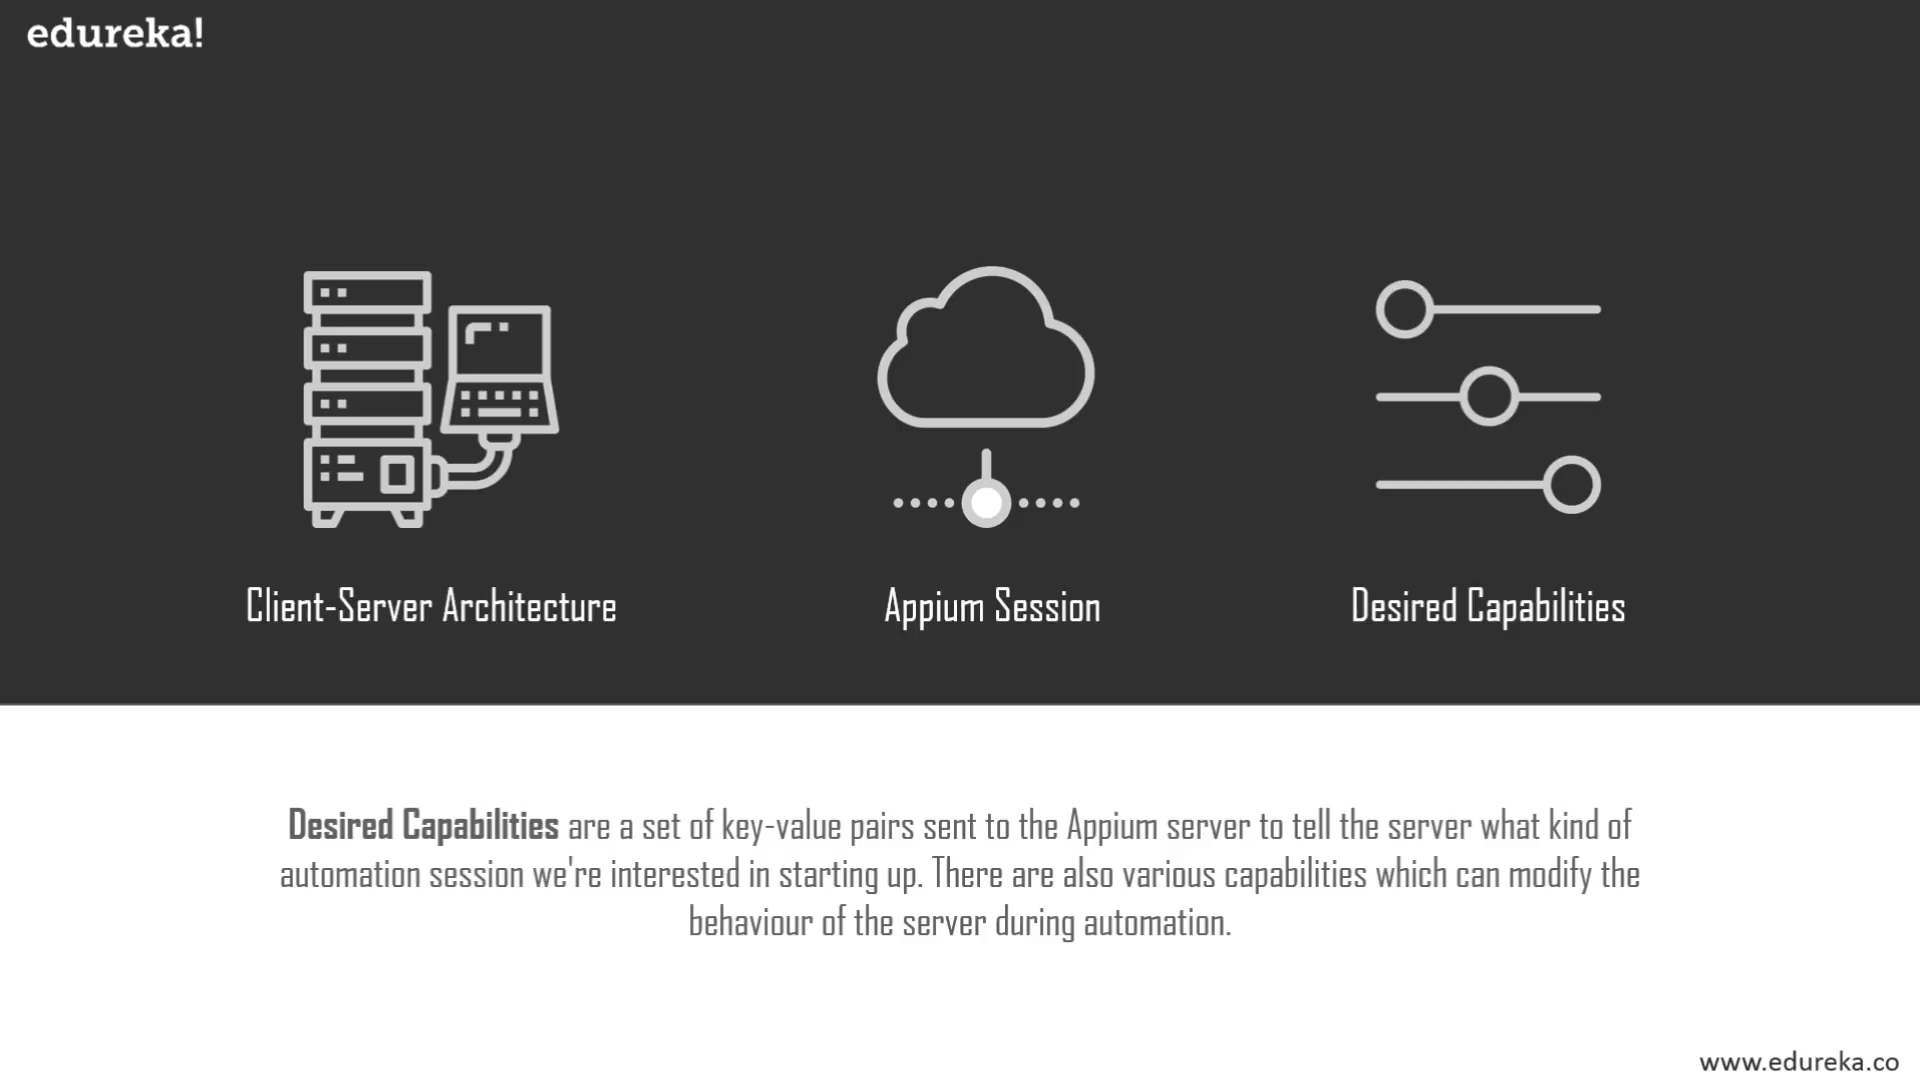 edureka!
Client-Server Architecture
Appium Session
Desired Capabilities
Desired Capabilities are a set of key-value pairs sent to the Appium server to tell the server what kind of
automation session we're interested in starting up. There are also various capabilities which can modify the
behaviour of the server during automation.
www.edureka.co